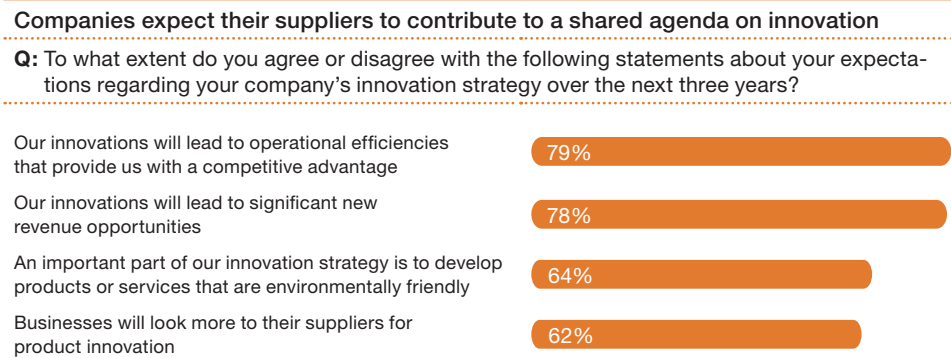 Companies expect their suppliers to contribute to a shared agenda on innovation
Q: To what extent do you agree or disagree with the following statements about your expecta-
tions regarding your company's innovation strategy over the next three years?
Our innovations will lead to operational efficiencies
that provide us with a competitive advantage
79%
Our innovations will lead to significant new
revenue opportunities
78%
An important part of our innovation strategy is to develop
products or services that are environmentally friendly
64%
Businesses will look more to their suppliers for
product innovation
62%